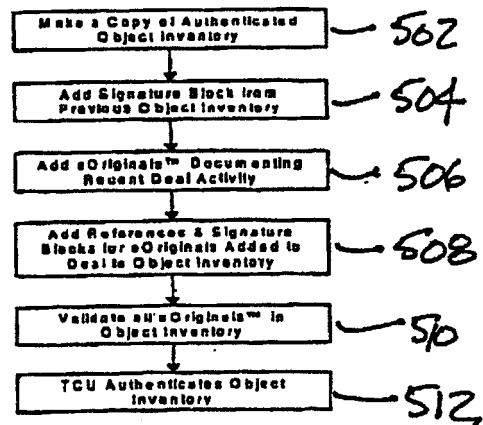 Make a Copy of Authenticated
Object Inventory
502
Add Signature Block from
Previous Object Inventory
504
Add eOriginals™ Documenting
Recent Deal Activity
506
Add References & Signature
Blocks for eOriginals Added to
Deal to Object Inventory
508
Validate all eOriginals™ in
Object Inventory
510
TCU Authenticates Object
Inventory
512